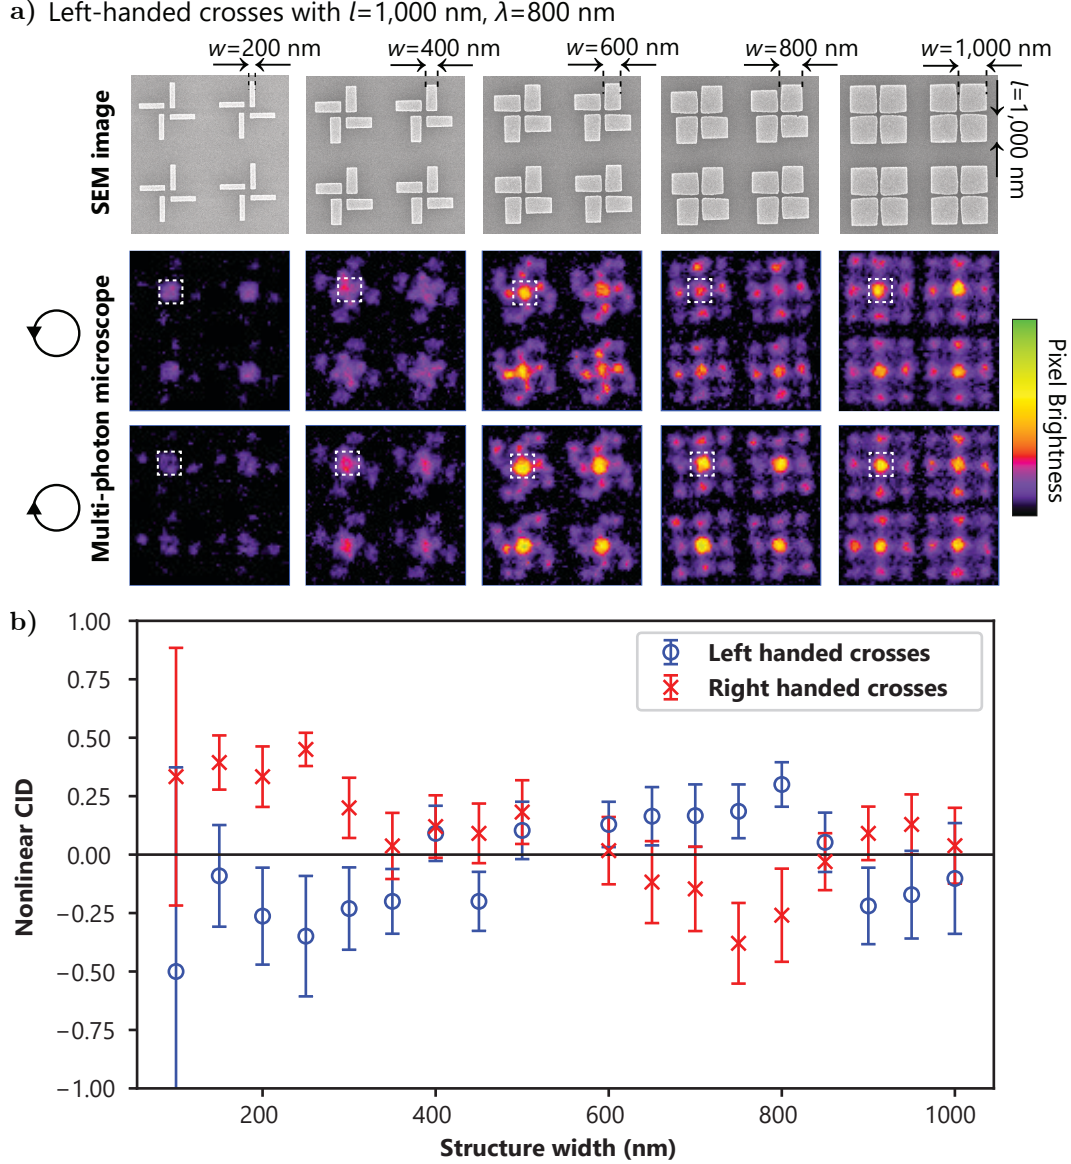 a) Left-handed crosses with l=1,000 nm, λ=800 nm
w=200 nm w=400 nm w=600 nm w=800 nm w=1,000 nm
SEM image
l=1,000 nm
Multi-photon microscope
Pixel Brightness
b)
1.00
0.75
0.50
0.25
0.00
−0.25
−0.50
−0.75
−1.00
Nonlinear CID
Left handed crosses
Right handed crosses
200 400 600 800 1000
Structure width (nm)